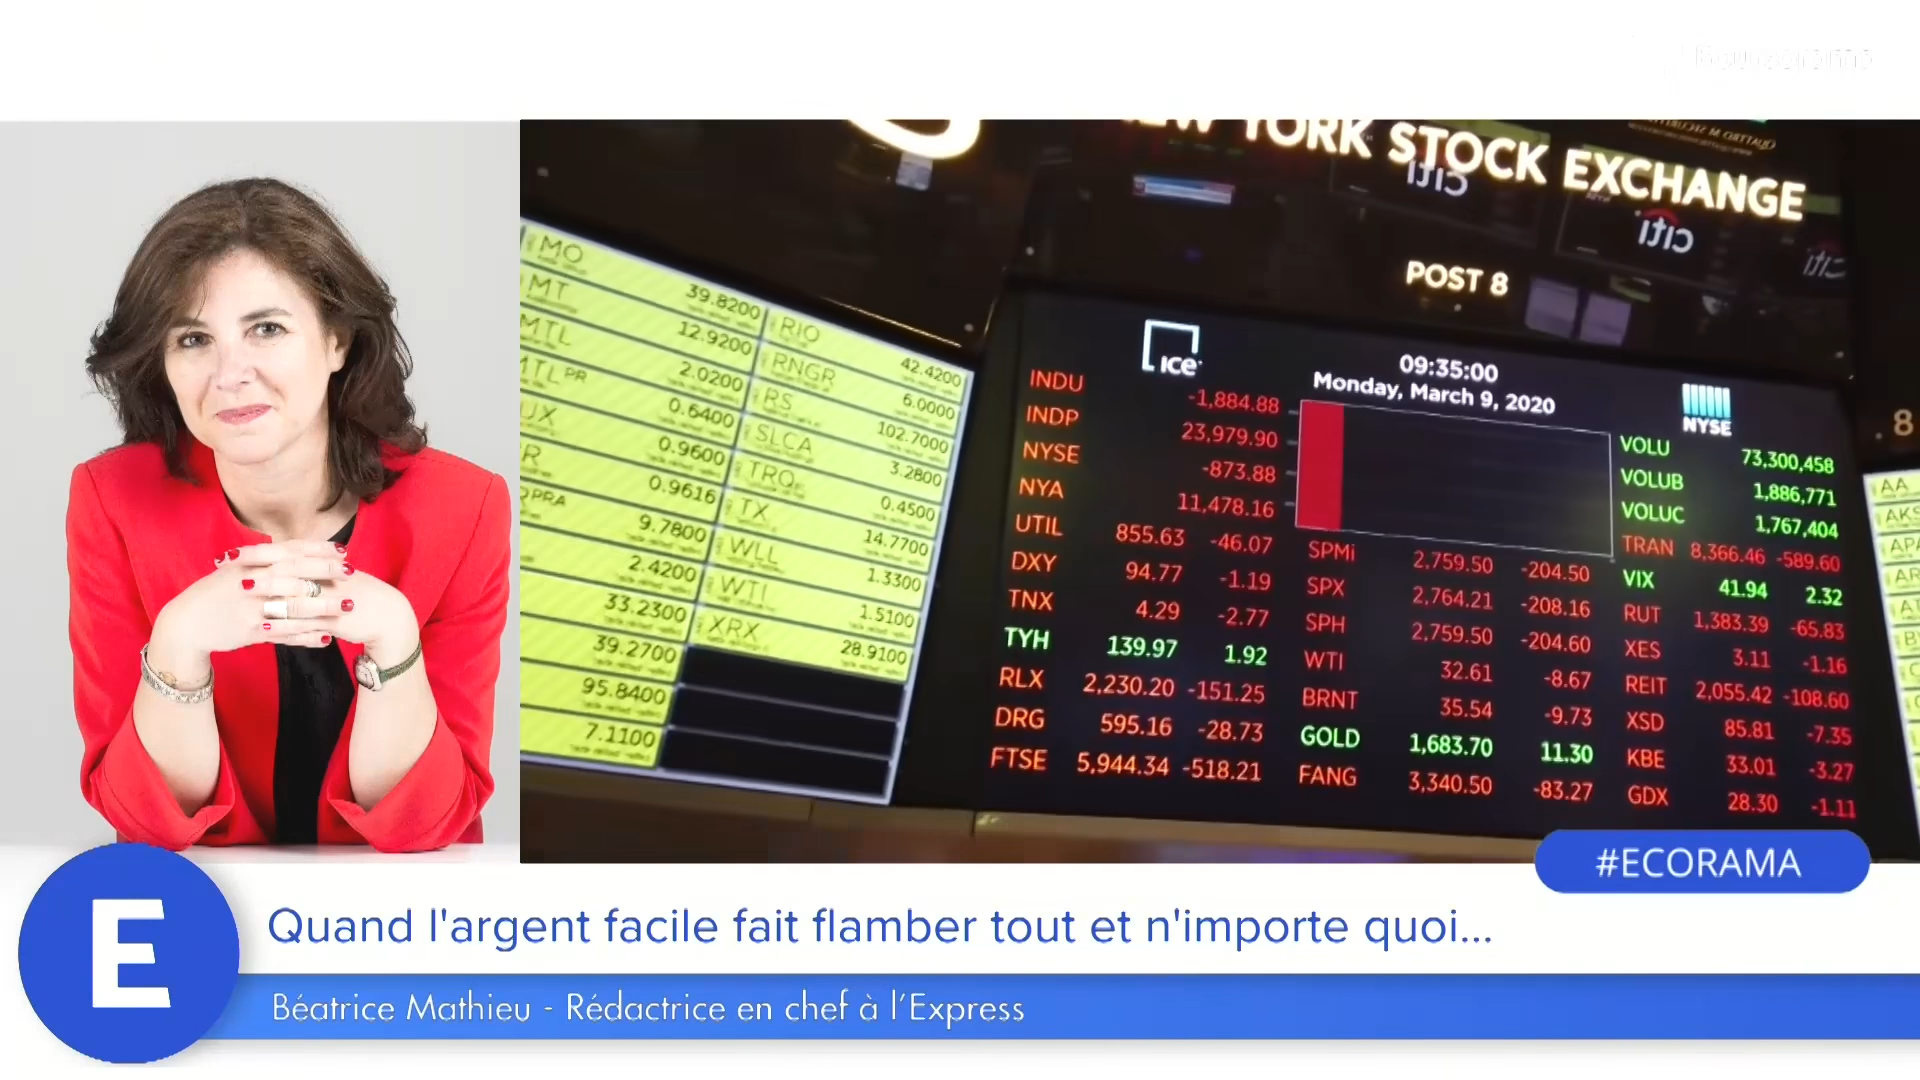 Boursorama
NEW YORK STOCK EXCHANGE
citi
citi
citi
POST 8
ice
09:35:00
Monday, March 9, 2020
NYSE
INDU -1,884.88
INDP 23,979.90
NYSE -873.88
NYA 11,478.16
UTIL 855.63 -46.07
DXY 94.77 -1.19
TNX 4.29 -2.77
TYH 139.97 1.92
RLX 2,230.20 -151.25
DRG 595.16 -28.73
FTSE 5,944.34 -518.21
SPMi 2,759.50 -204.50
SPX 2,764.21 -208.16
SPH 2,759.50 -204.60
WTI 32.61 -8.67
BRNT 35.54 -9.73
GOLD 1,683.70 11.30
FANG 3,340.50 -83.27
VOLU 73,300,458
VOLUB 1,886,771
VOLUC 1,767,404
TRAN 8,366.46 -589.60
VIX 41.94 2.32
RUT 1,383.39 -65.83
XES 3.11 -1.16
REIT 2,055.42 -108.60
XSD 85.81 -7.35
KBE 33.01 -3.27
GDX 28.30 -1.11
MO 39.8200
MT 12.9200
MTL 2.0200
MTL PR 0.6400
UX 0.9600
R 0.9616
PRA 9.7800
2.4200
33.2300
39.2700
95.8400
7.1100
RIO 42.4200
RNGR 6.0000
RS 102.7000
SLCA 3.2800
TRQ 0.4500
TX 14.7700
WLL 1.3300
WTI 1.5100
XRX 28.9100
8
AA
AKS
#ECORAMA
E
Quand l'argent facile fait flamber tout et n'importe quoi...
Béatrice Mathieu - Rédactrice en chef à l'Express